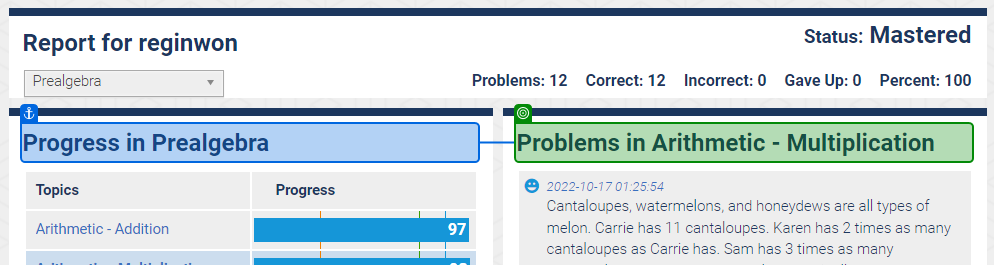 Report for reginwon
Status: Mastered
Prealgebra
Problems: 12 Correct: 12 Incorrect: 0 Gave Up: 0 Percent: 100
Progress in Prealgebra
Topics Progress
Arithmetic - Addition 97
Problems in Arithmetic - Multiplication
2022-10-17 01:25:54
Cantaloupes, watermelons, and honeydews are all types of
melon. Carrie has 11 cantaloupes. Karen has 2 times as many
cantaloupes as Carrie has. Sam has 3 times as many